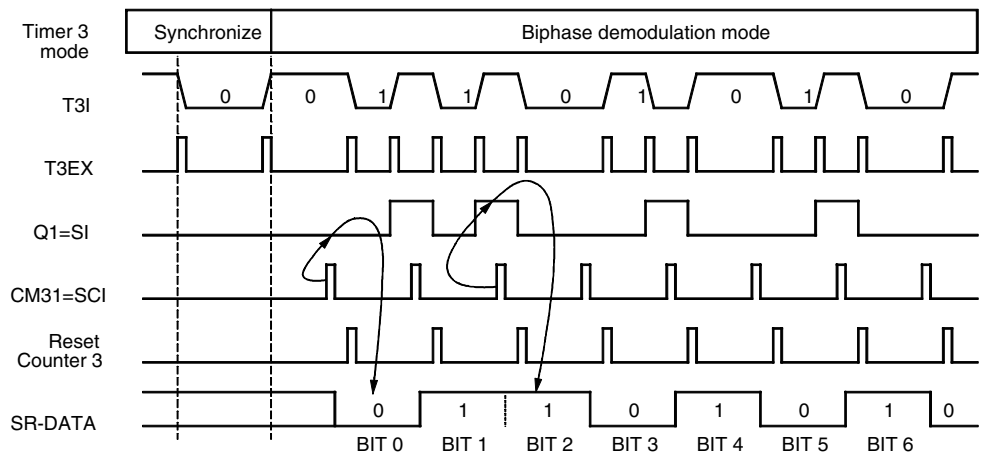 Timer 3
mode
Synchronize
Biphase demodulation mode
T3I
0 0 1 1 0 1 0 1 0
T3EX
Q1=SI
CM31=SCI
Reset
Counter 3
SR-DATA
0 1 1 0 1 0 1 0
BIT 0 BIT 1 BIT 2 BIT 3 BIT 4 BIT 5 BIT 6